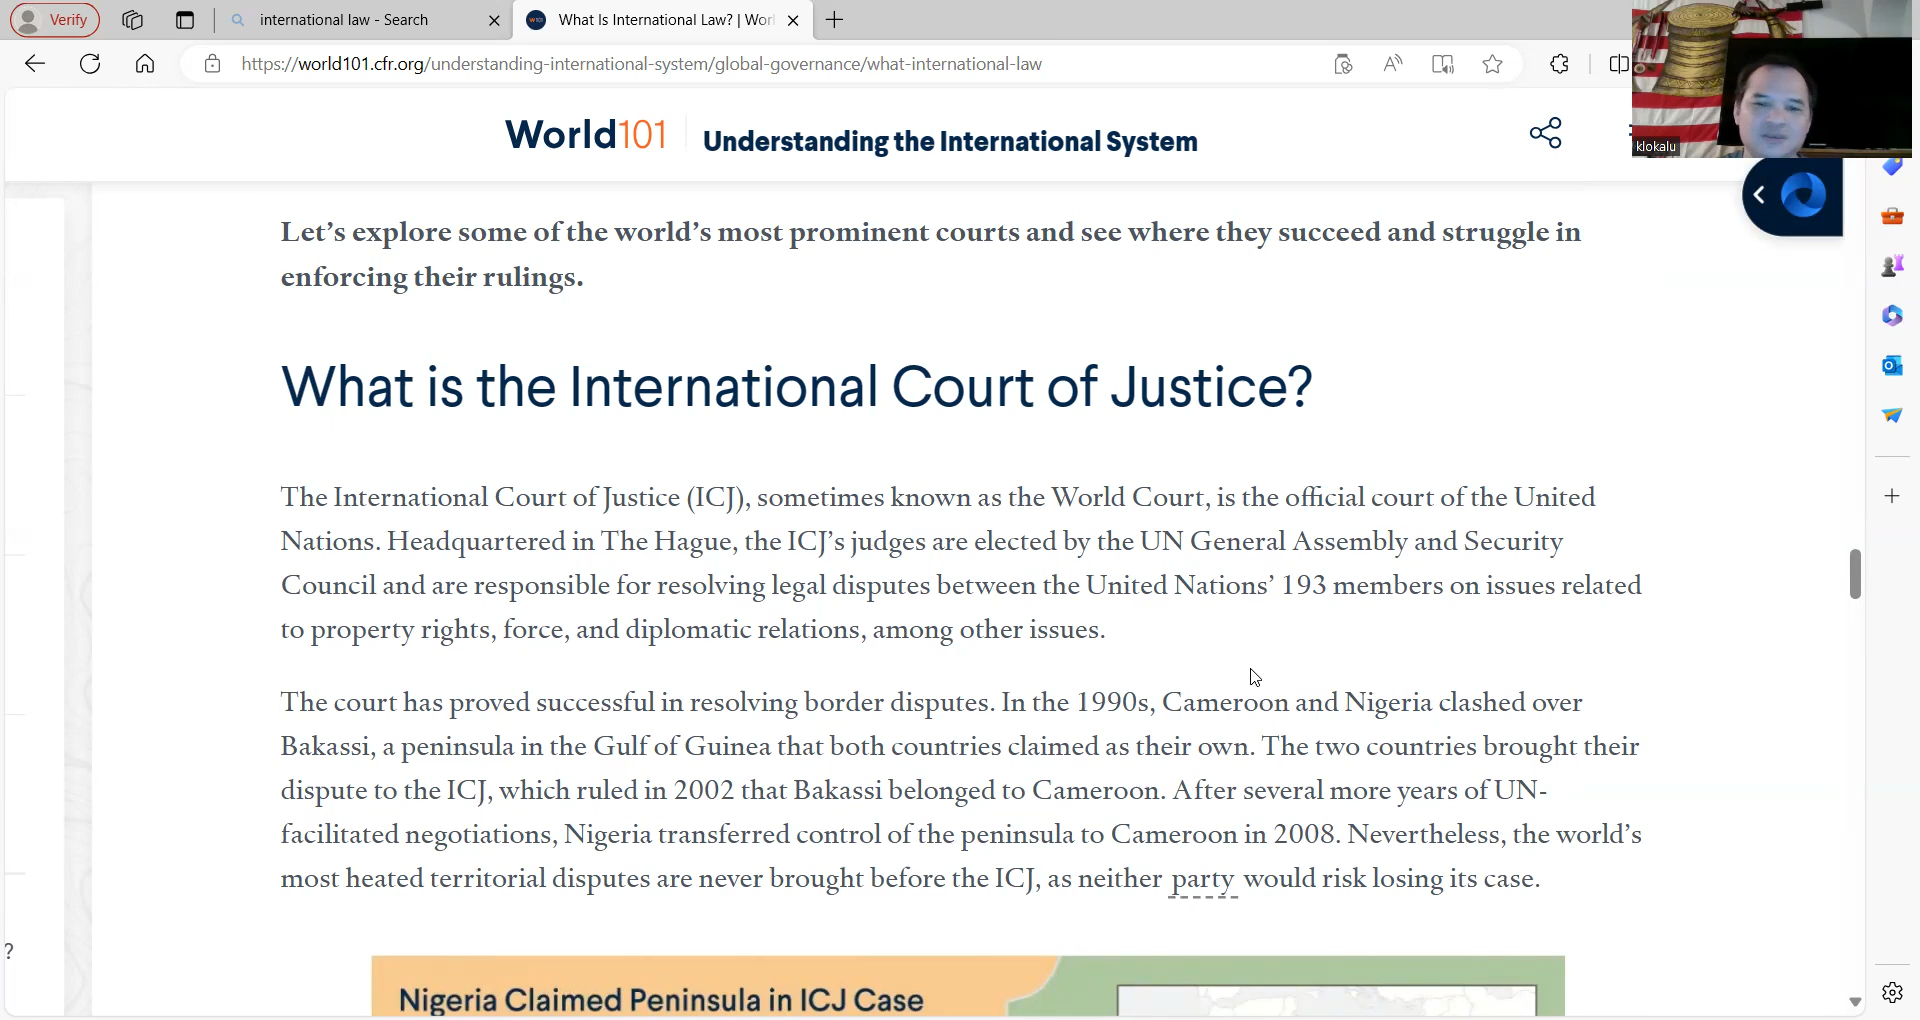 Verify
international law - Search
What Is International Law? | Worl
https://world101.cfr.org/understanding-international-system/global-governance/what-international-law
klokalu
World101
Understanding the International System
Let’s explore some of the world’s most prominent courts and see where they succeed and struggle in
enforcing their rulings.
What is the International Court of Justice?
The International Court of Justice (ICJ), sometimes known as the World Court, is the official court of the United
Nations. Headquartered in The Hague, the ICJ’s judges are elected by the UN General Assembly and Security
Council and are responsible for resolving legal disputes between the United Nations’ 193 members on issues related
to property rights, force, and diplomatic relations, among other issues.
The court has proved successful in resolving border disputes. In the 1990s, Cameroon and Nigeria clashed over
Bakassi, a peninsula in the Gulf of Guinea that both countries claimed as their own. The two countries brought their
dispute to the ICJ, which ruled in 2002 that Bakassi belonged to Cameroon. After several more years of UN-
facilitated negotiations, Nigeria transferred control of the peninsula to Cameroon in 2008. Nevertheless, the world’s
most heated territorial disputes are never brought before the ICJ, as neither party would risk losing its case.
?
Nigeria Claimed Peninsula in ICJ Case